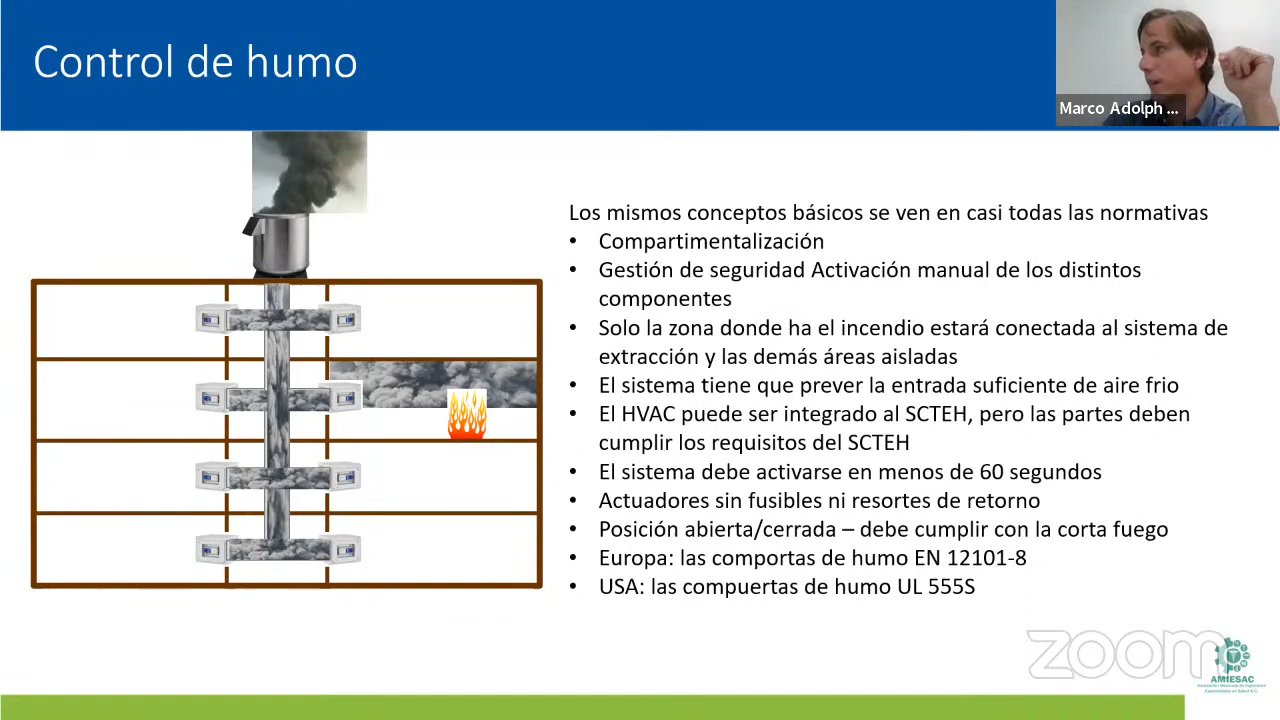 Control de humo
Marco Adolph ...
Los mismos conceptos básicos se ven en casi todas las normativas
• Compartimentalización
• Gestión de seguridad Activación manual de los distintos
componentes
• Solo la zona donde ha el incendio estará conectada al sistema de
extracción y las demás áreas aisladas
• El sistema tiene que prever la entrada suficiente de aire frio
• El HVAC puede ser integrado al SCTEH, pero las partes deben
cumplir los requisitos del SCTEH
• El sistema debe activarse en menos de 60 segundos
• Actuadores sin fusibles ni resortes de retorno
• Posición abierta/cerrada – debe cumplir con la corta fuego
• Europa: las comportas de humo EN 12101-8
• USA: las compuertas de humo UL 555S
zoom
AMIESAC